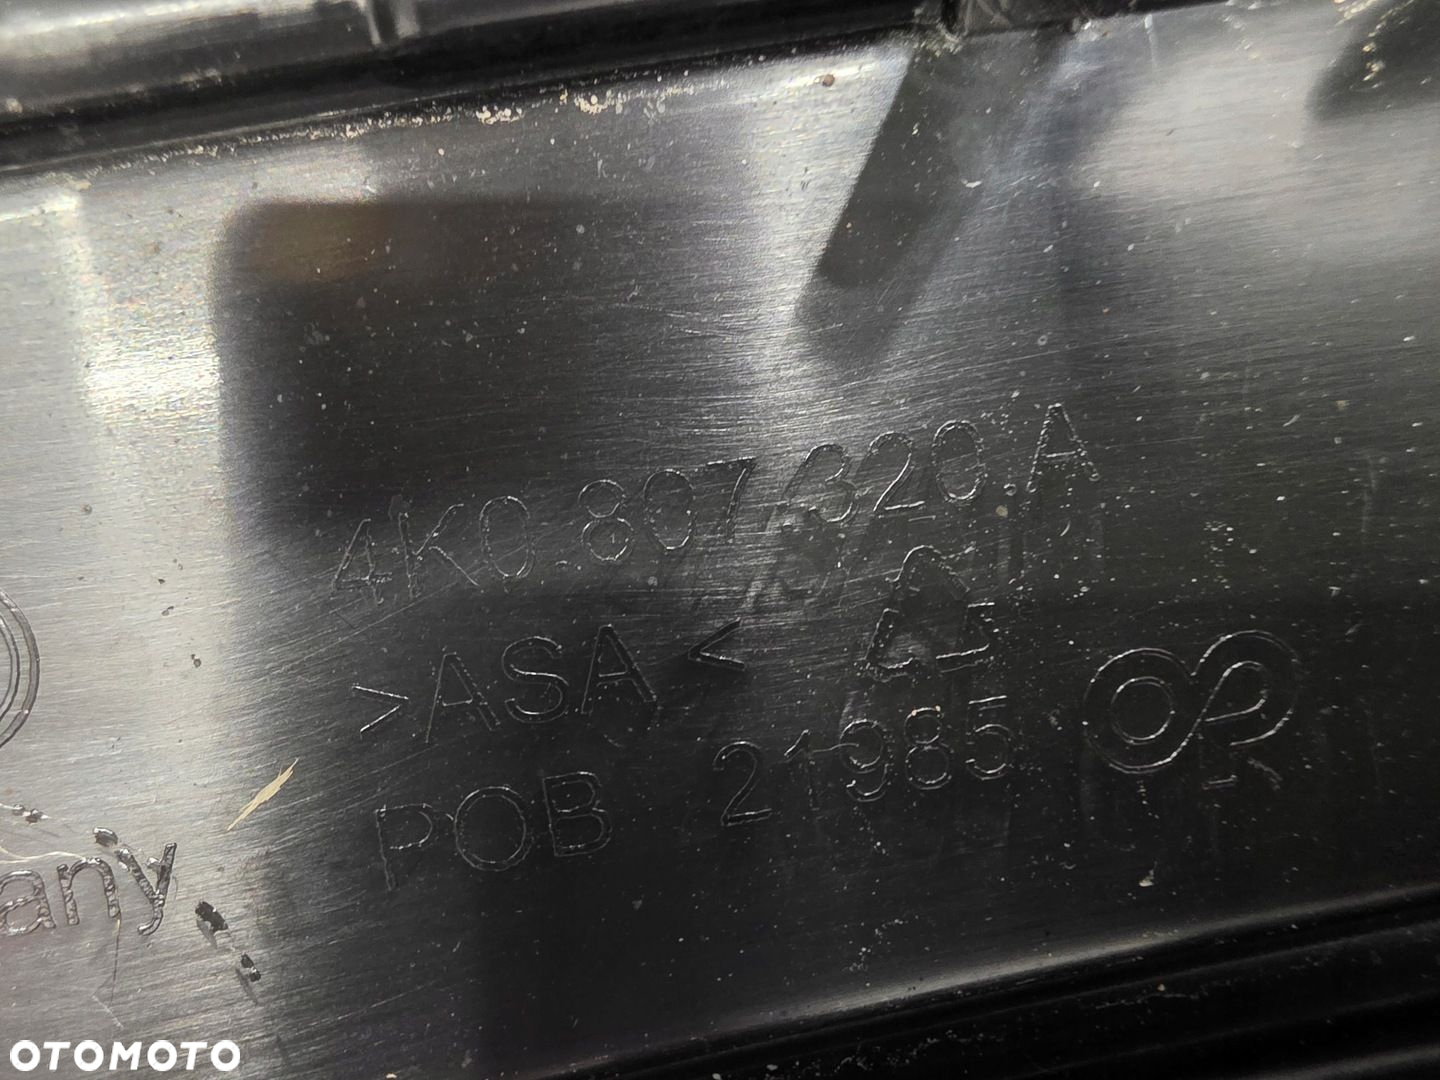 4K0.807.320.A
>ASA<
POB 21985
any
OTOMOTO